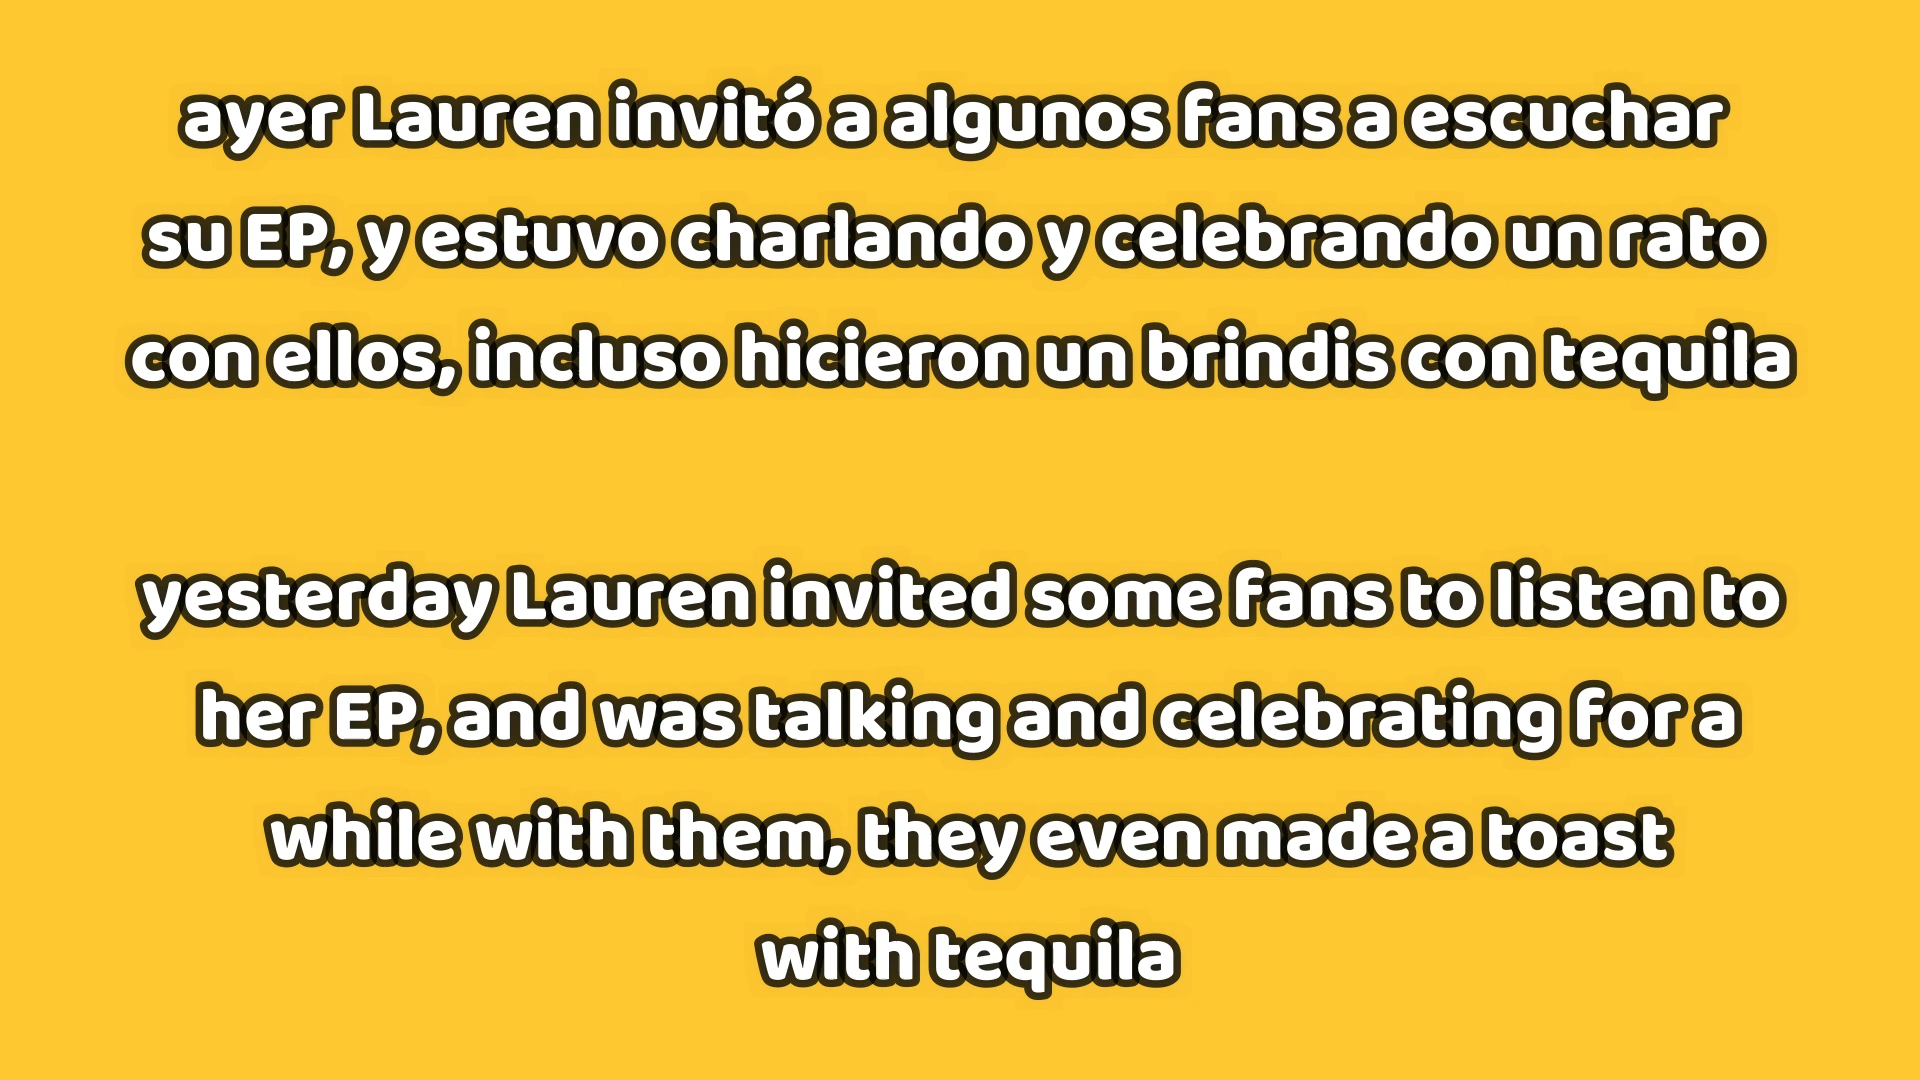 ayer Lauren invitó a algunos fans a escuchar
su EP, y estuvo charlando y celebrando un rato
con ellos, incluso hicieron un brindis con tequila
yesterday Lauren invited some fans to listen to
her EP, and was talking and celebrating for a
while with them, they even made a toast
with tequila